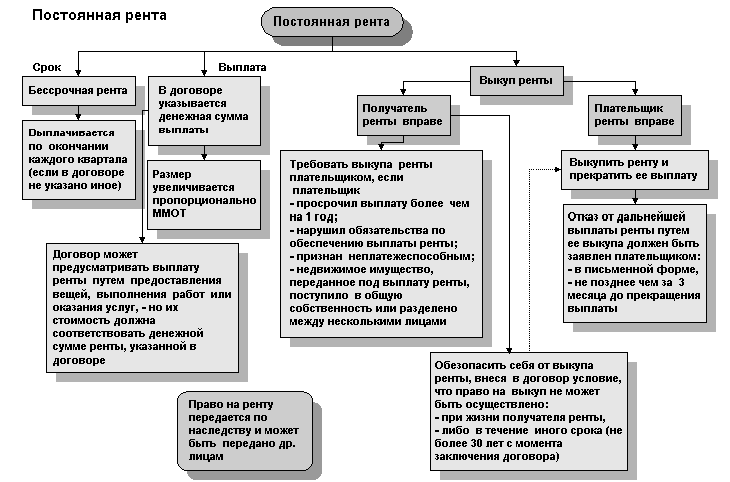 Постоянная рента
Постоянная рента
Срок
Выплата
Выкуп ренты
Бессрочная рента
В договоре
указывается
денежная сумма
выплаты
Получатель
ренты вправе
Плательщик
ренты вправе
Выплачивается
по окончании
каждого квартала
(если в договоре
не указано иное)
Размер
увеличивается
пропорционально
ММОТ
Требовать выкупа ренты
плательщиком, если
плательщик
- просрочил выплату более чем
на 1 год;
- нарушил обязательства по
обеспечению выплаты ренты;
- признан неплатежеспособным;
- недвижимое имущество,
переданное под выплату ренты,
поступило в общую
собственность или разделено
между несколькими лицами
Выкупить ренту и
прекратить ее выплату
Отказ от дальнейшей
выплаты ренты путем
ее выкупа должен быть
заявлен плательщиком:
- в письменной форме,
- не позднее чем за 3
месяца до прекращения
выплаты
Договор может
предусматривать выплату
ренты путем предоставления
вещей, выполнения работ или
оказания услуг, - но их
стоимость должна
соответствовать денежной
сумме ренты, указанной в
договоре
Обезопасить себя от выкупа
ренты, внеся в договор условие,
что право на выкуп не может
быть осуществлено:
- при жизни получателя ренты,
- либо в течение иного срока (не
более 30 лет с момента
заключения договора)
Право на ренту
передается по
наследству и может
быть передано др.
лицам